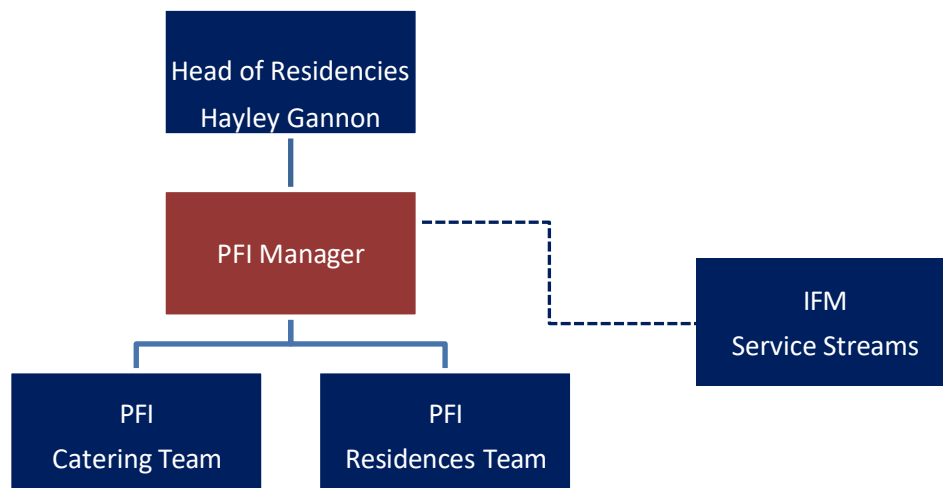 Head of Residencies
Hayley Gannon
PFI Manager
IFM
Service Streams
PFI
Catering Team
PFI
Residences Team